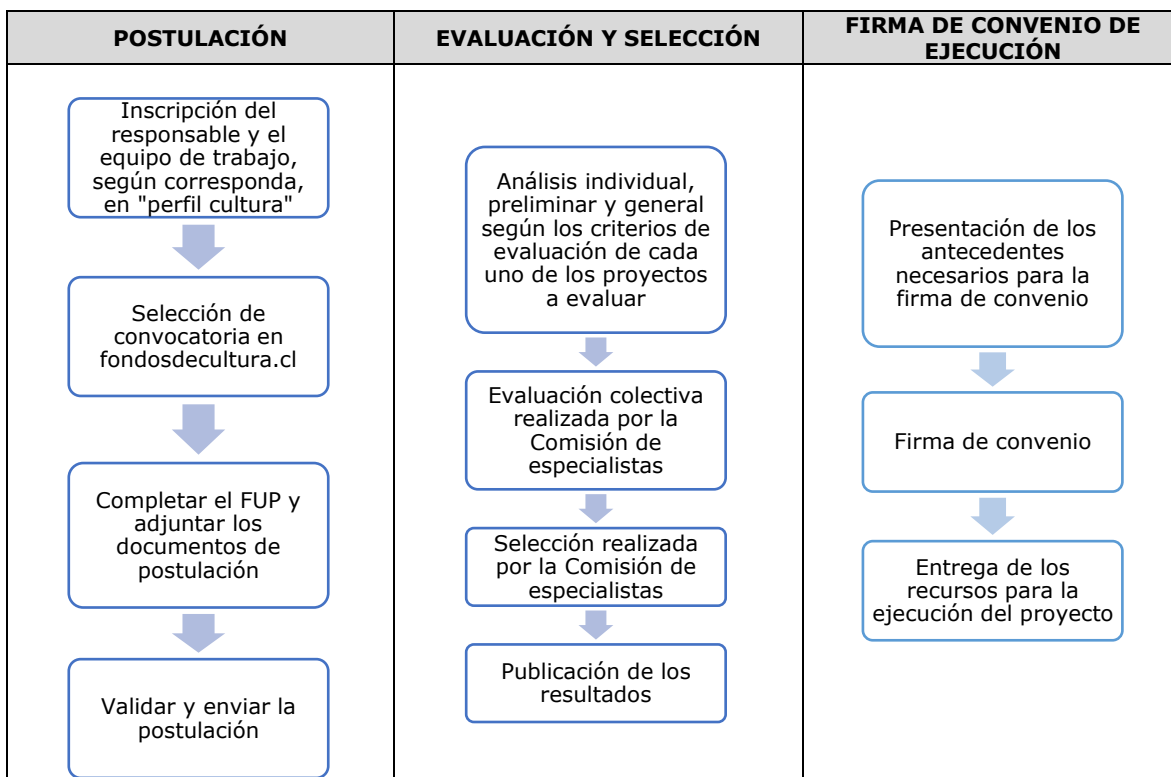 POSTULACIÓN
Inscripción del
responsable y el
equipo de trabajo,
según corresponda,
en "perfil cultura"
Selección de
convocatoria en
fondosdecultura.cl
Completar el FUP y
adjuntar los
documentos de
postulación
Validar y enviar la
postulación
EVALUACIÓN Y SELECCIÓN
Análisis individual,
preliminar y general
según los criterios de
evaluación de cada
uno de los proyectos
a evaluar
Evaluación colectiva
realizada por la
Comisión de
especialistas
Selección realizada
por la Comisión de
especialistas
Publicación de los
resultados
FIRMA DE CONVENIO DE
EJECUCIÓN
Presentación de los
antecedentes
necesarios para la
firma de convenio
Firma de convenio
Entrega de los
recursos para la
ejecución del proyecto